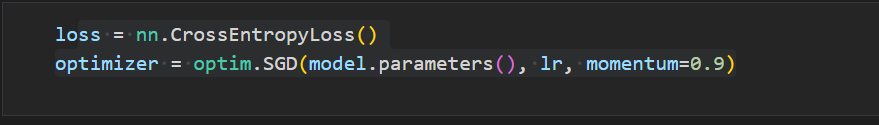 loss = nn.CrossEntropyLoss()
optimizer = optim.SGD(model.parameters(), lr, momentum=0.9)